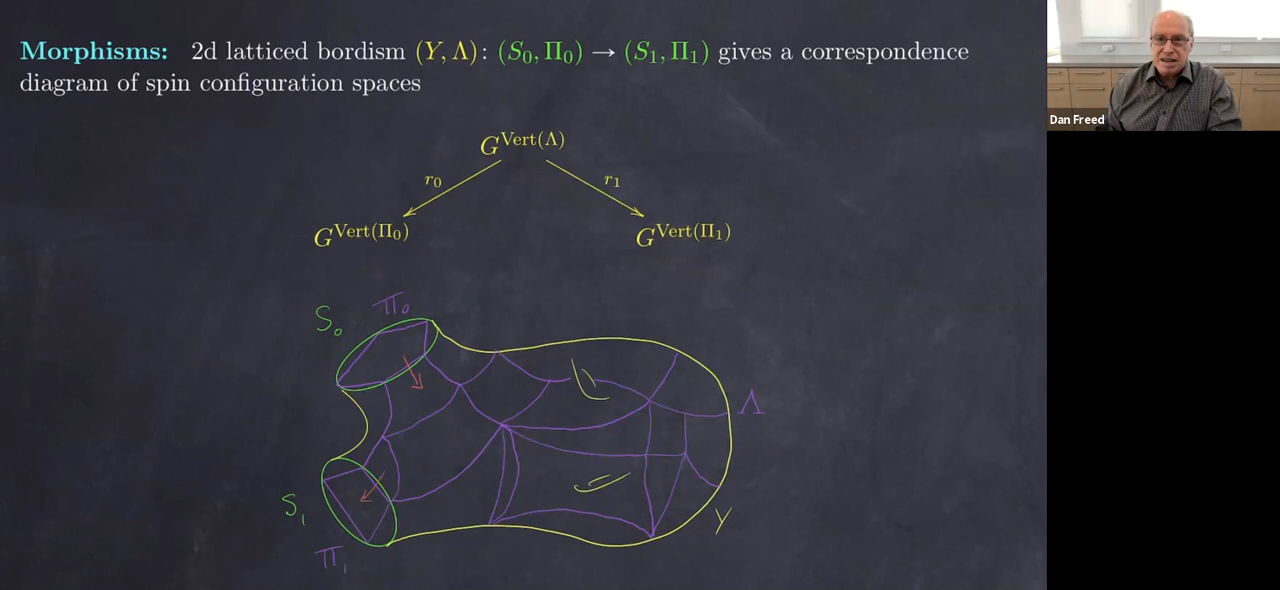 Morphisms: 2d latticed bordism (Y, Λ): (S₀, Π₀) → (S₁, Π₁) gives a correspondence
diagram of spin configuration spaces
G^Vert(Λ)
r₀ r₁
G^Vert(Π₀) G^Vert(Π₁)
Π₀
S₀
Λ
S₁
Y
Π₁
Dan Freed